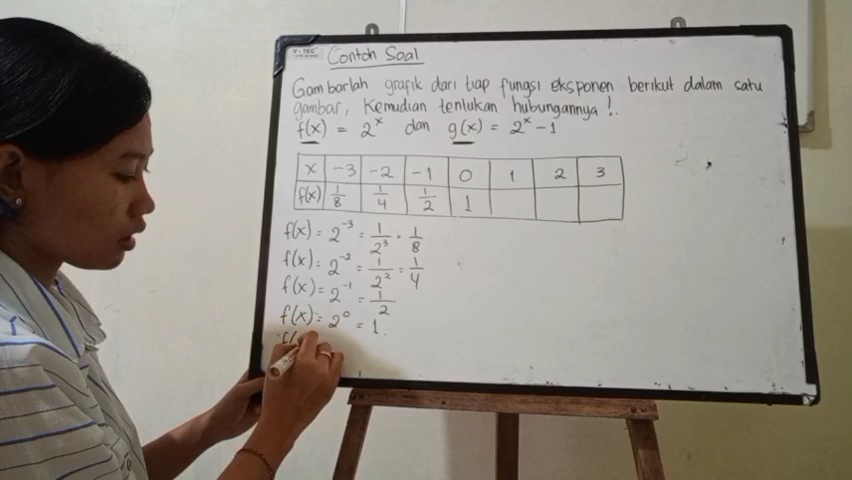 V-TEC
Contoh Soal
Gambarlah grafik dari tiap fungsi eksponen berikut dalam satu
gambar, Kemudian tentukan hubungannya !.
f(x) = 2^x dan g(x) = 2^x - 1
x | -3 | -2 | -1 | 0 | 1 | 2 | 3
f(x) | 1/8 | 1/4 | 1/2 | 1
f(x) = 2^-3 = 1/2^3 = 1/8
f(x) = 2^-2 = 1/2^2 = 1/4
f(x) = 2^-1 = 1/2
f(x) = 2^0 = 1.